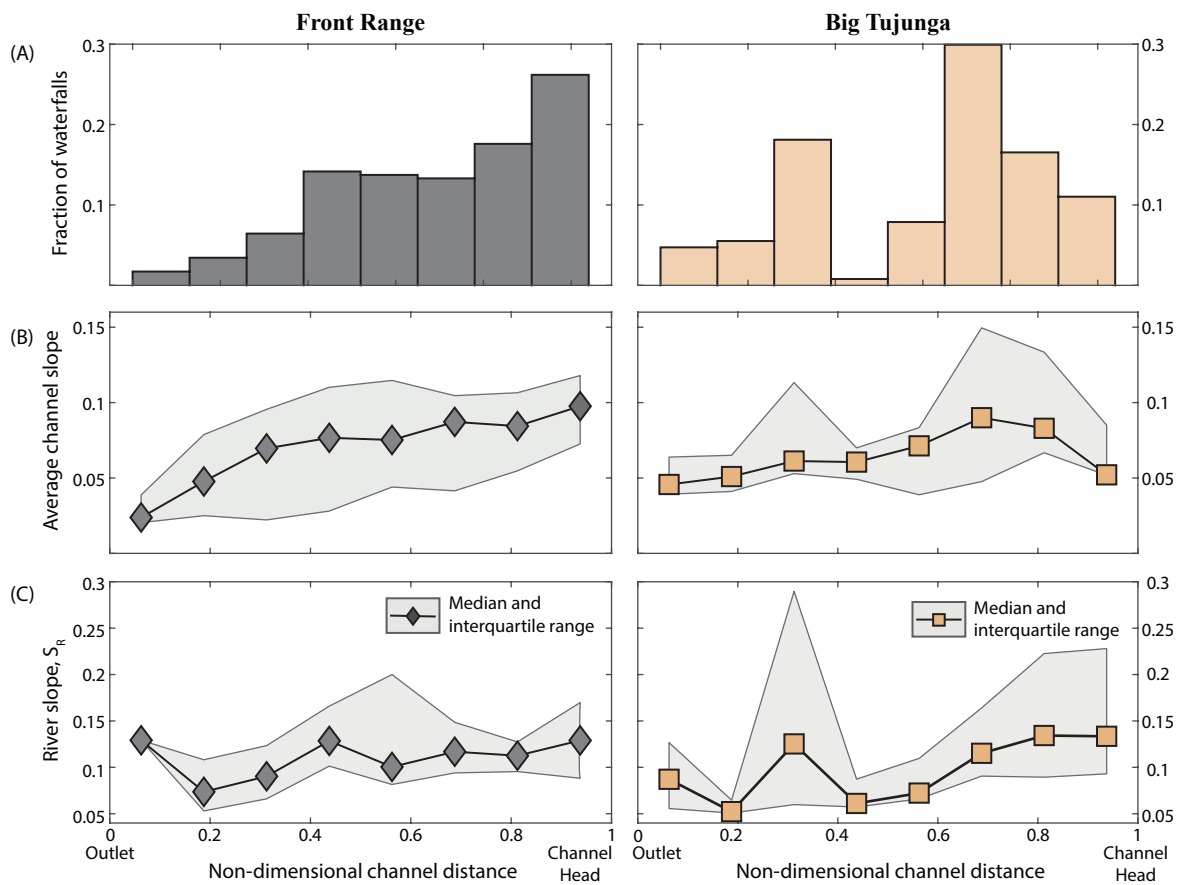 Front Range
Big Tujunga
(A)
Fraction of waterfalls
0.3
0.2
0.1
0.3
0.2
0.1
(B)
Average channel slope
0.15
0.1
0.05
0.15
0.1
0.05
(C)
River slope, S_R
0.3
0.25
0.2
0.15
0.1
0.05
Median and
interquartile range
Median and
interquartile range
0.3
0.25
0.2
0.15
0.1
0.05
0 0.2 0.4 0.6 0.8 1
Outlet
Channel
Head
Non-dimensional channel distance
0 0.2 0.4 0.6 0.8 1
Outlet
Channel
Head
Non-dimensional channel distance